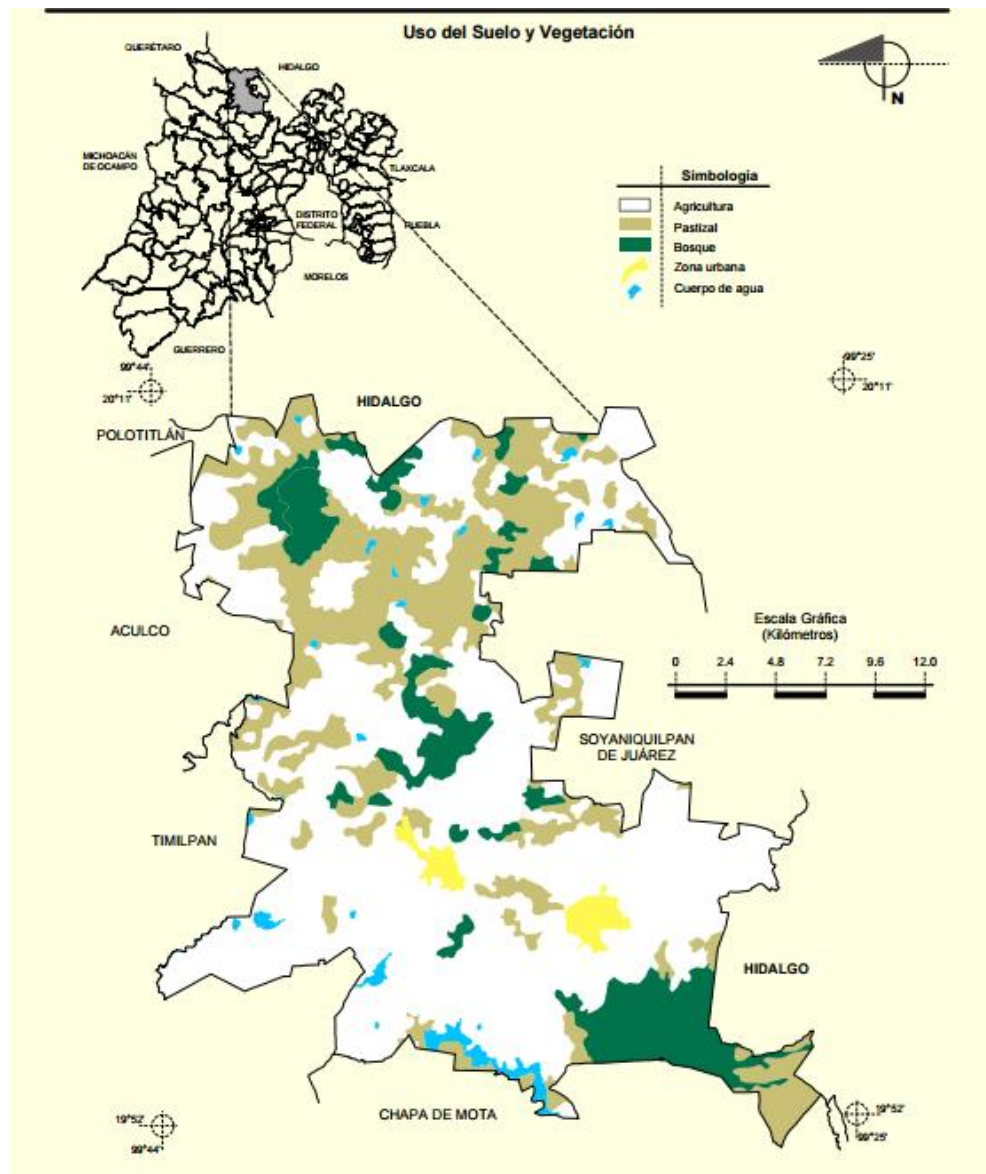 Uso del Suelo y Vegetación
QUERÉTARO
HIDALGO
MICHOACÁN
DE OCAMPO
TLAXCALA
DISTRITO
FEDERAL
PUEBLA
MORELOS
GUERRERO
N
Simbología
Agricultura
Pastizal
Bosque
Zona urbana
Cuerpo de agua
99°44'
20°11'
99°25'
20°11'
HIDALGO
POLOTITLÁN
ACULCO
Escala Gráfica
(Kilómetros)
0 2.4 4.8 7.2 9.6 12.0
SOYANIQUILPAN
DE JUÁREZ
TIMILPAN
HIDALGO
CHAPA DE MOTA
19°52'
99°44'
19°52'
99°25'